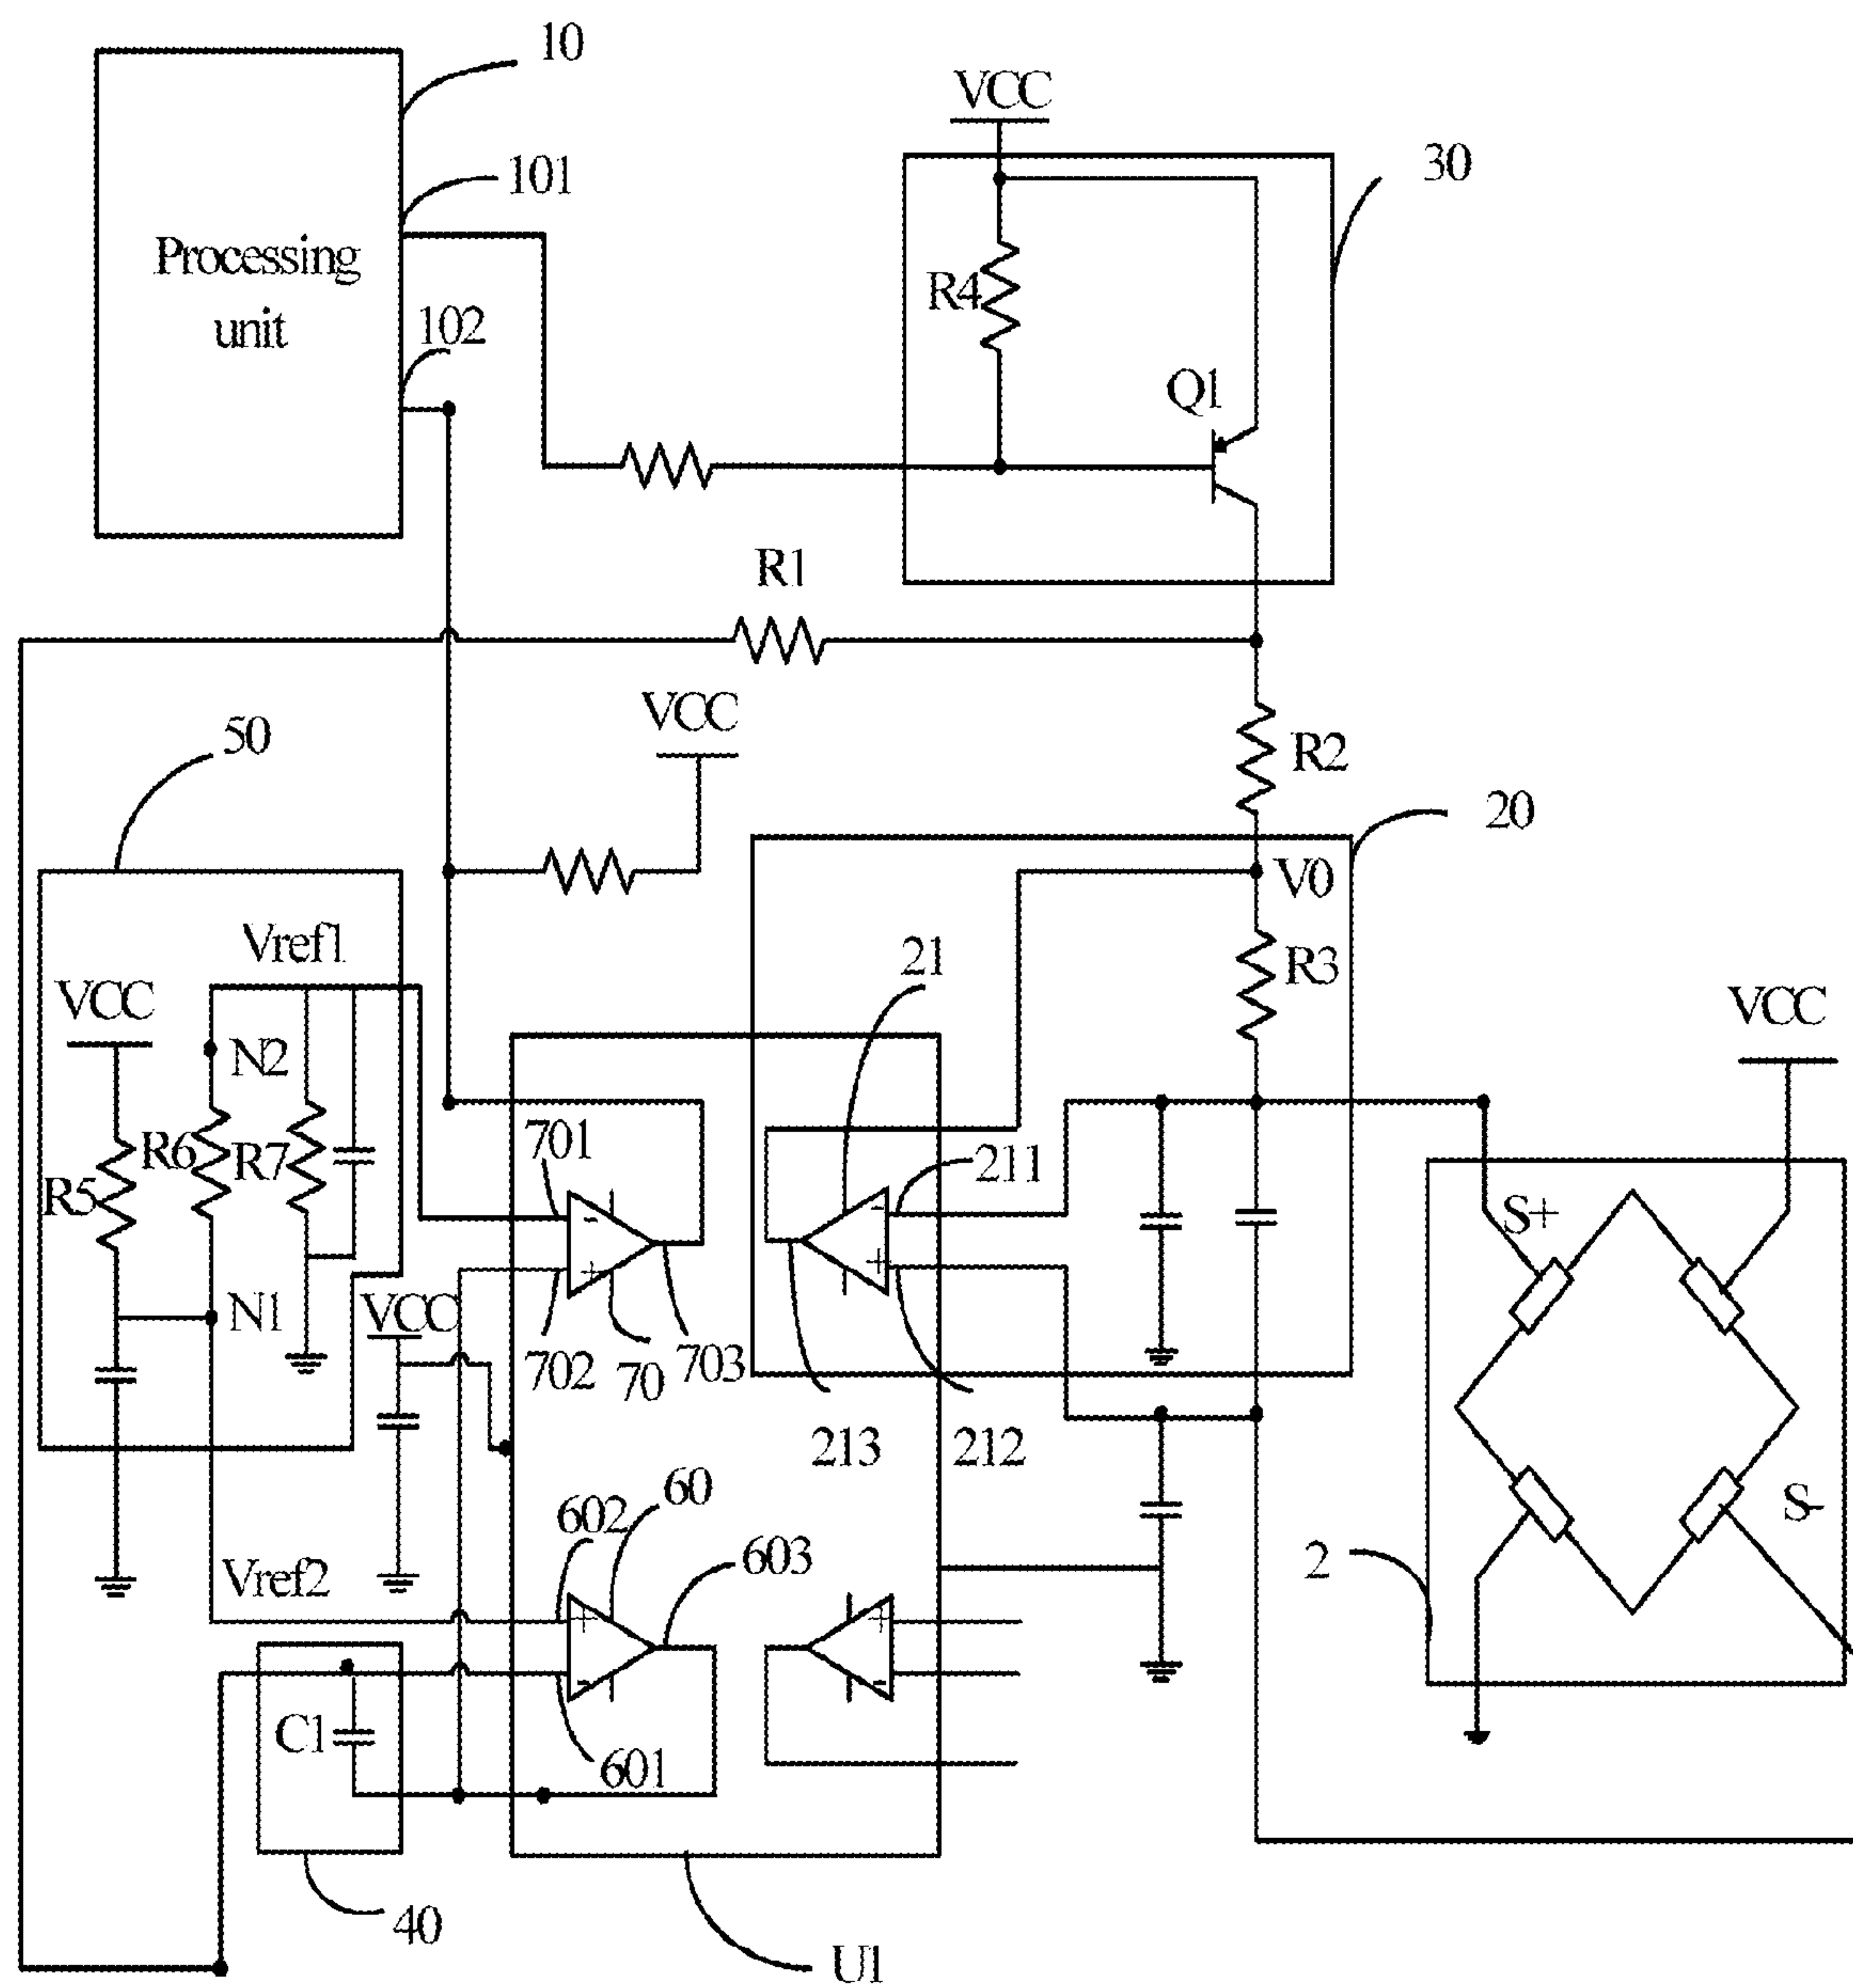 10
VCC
30
101
Processing
unit
R4
102
Q1
R1
VCC
50
R2
20
V0
Vref1
21
R3
VCC
VCC
N2
701
R6
R7
211
R5
S+
N1
VCC
702
70
703
213
212
S-
602
60
603
2
Vref2
C1
601
40
U1
-
+
-
+
+
-
+
-